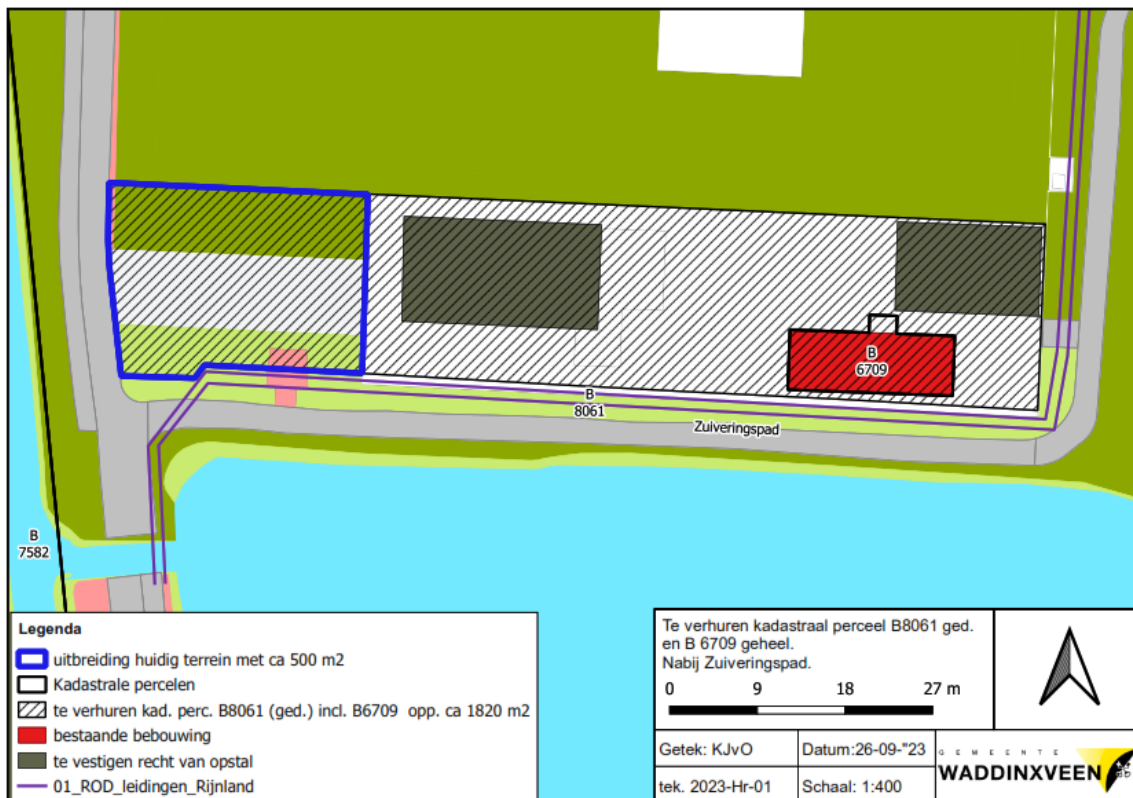 B
6709
B
8061
Zuiveringspad
B
7582
Legenda
uitbreiding huidig terrein met ca 500 m2
Kadastrale percelen
te verhuren kad. perc. B8061 (ged.) incl. B6709 opp. ca 1820 m2
bestaande bebouwing
te vestigen recht van opstal
01_ROD_leidingen_Rijnland
Te verhuren kadastraal perceel B8061 ged.
en B 6709 geheel.
Nabij Zuiveringspad.
0 9 18 27 m
Getek: KJvO
Datum:26-09-"23
tek. 2023-Hr-01
Schaal: 1:400
GEMEENTE
WADDINXVEEN